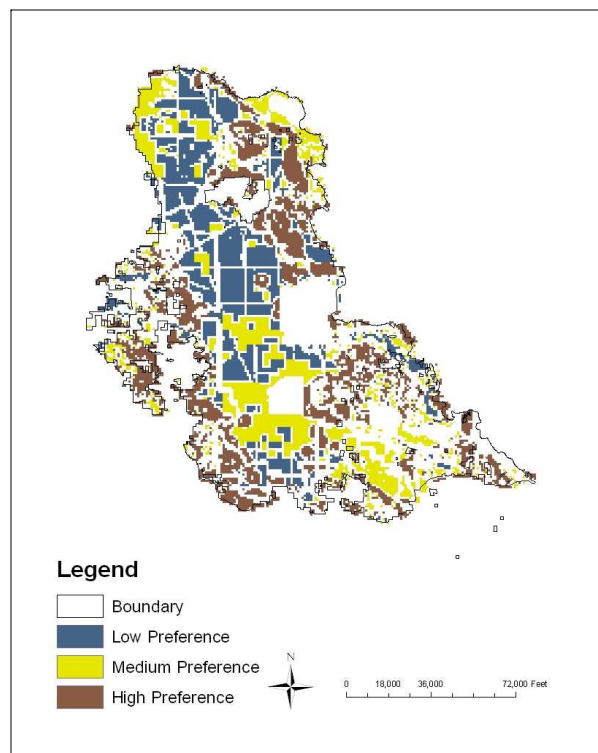 Legend
Boundary
Low Preference
Medium Preference
High Preference
N
0 18,000 36,000 72,000 Feet